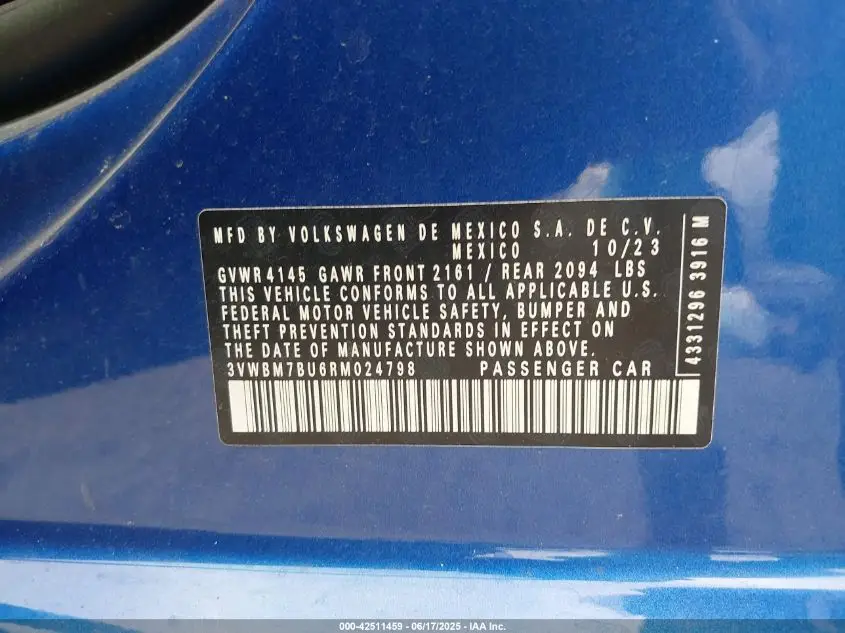 MFD BY VOLKSWAGEN DE MEXICO S.A. DE C.V.
MEXICO 10/23
GVWR 4145 GAWR FRONT 2161 / REAR 2094 LBS
THIS VEHICLE CONFORMS TO ALL APPLICABLE U.S.
FEDERAL MOTOR VEHICLE SAFETY, BUMPER AND
THEFT PREVENTION STANDARDS IN EFFECT ON
THE DATE OF MANUFACTURE SHOWN ABOVE.
3VWBM7BU6RM024798 PASSENGER CAR
4331296 3916 M
000-42511459 - 06/17/2025 - IAA Inc.